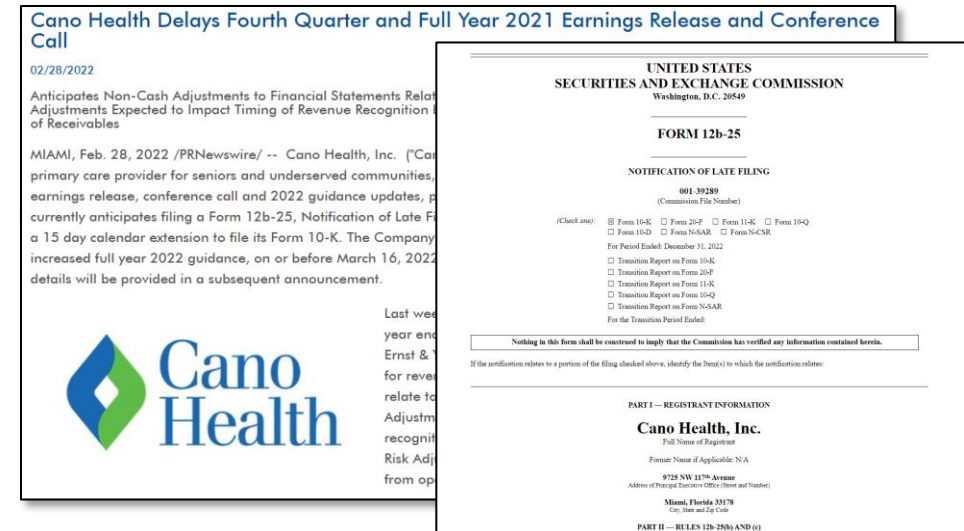 Cano Health Delays Fourth Quarter and Full Year 2021 Earnings Release and Conference
Call
02/28/2022
Anticipates Non-Cash Adjustments to Financial Statements Relat
Adjustments Expected to Impact Timing of Revenue Recognition
of Receivables
MIAMI, Feb. 28, 2022 /PRNewswire/ -- Cano Health, Inc. ("Can
primary care provider for seniors and underserved communities,
earnings release, conference call and 2022 guidance updates, p
currently anticipates filing a Form 12b-25, Notification of Late Fi
a 15 day calendar extension to file its Form 10-K. The Company
increased full year 2022 guidance, on or before March 16, 2022
details will be provided in a subsequent announcement.
Cano
Health
Last wee
year end
Ernst &
for reven
relate to
Adjustm
recognit
Risk Adj
from op
UNITED STATES
SECURITIES AND EXCHANGE COMMISSION
Washington, D.C. 20549
FORM 12b-25
NOTIFICATION OF LATE FILING
001-39289
(Commission File Number)
(Check one): ☒ Form 10-K ☐ Form 20-F ☐ Form 11-K ☐ Form 10-Q
☐ Form 10-D ☐ Form N-SAR ☐ Form N-CSR
For Period Ended: December 31, 2022
☐ Transition Report on Form 10-K
☐ Transition Report on Form 20-F
☐ Transition Report on Form 11-K
☐ Transition Report on Form 10-Q
☐ Transition Report on Form N-SAR
For the Transition Period Ended:
Nothing in this form shall be construed to imply that the Commission has verified any information contained herein.
If the notification relates to a portion of the filing checked above, identify the Item(s) to which the notification relates:
PART I — REGISTRANT INFORMATION
Cano Health, Inc.
Full Name of Registrant
Former Name if Applicable: N/A
9725 NW 117th Avenue
Address of Principal Executive Office (Street and Number)
Miami, Florida 33178
City, State and Zip Code
PART II — RULES 12b-25(b) AND (c)